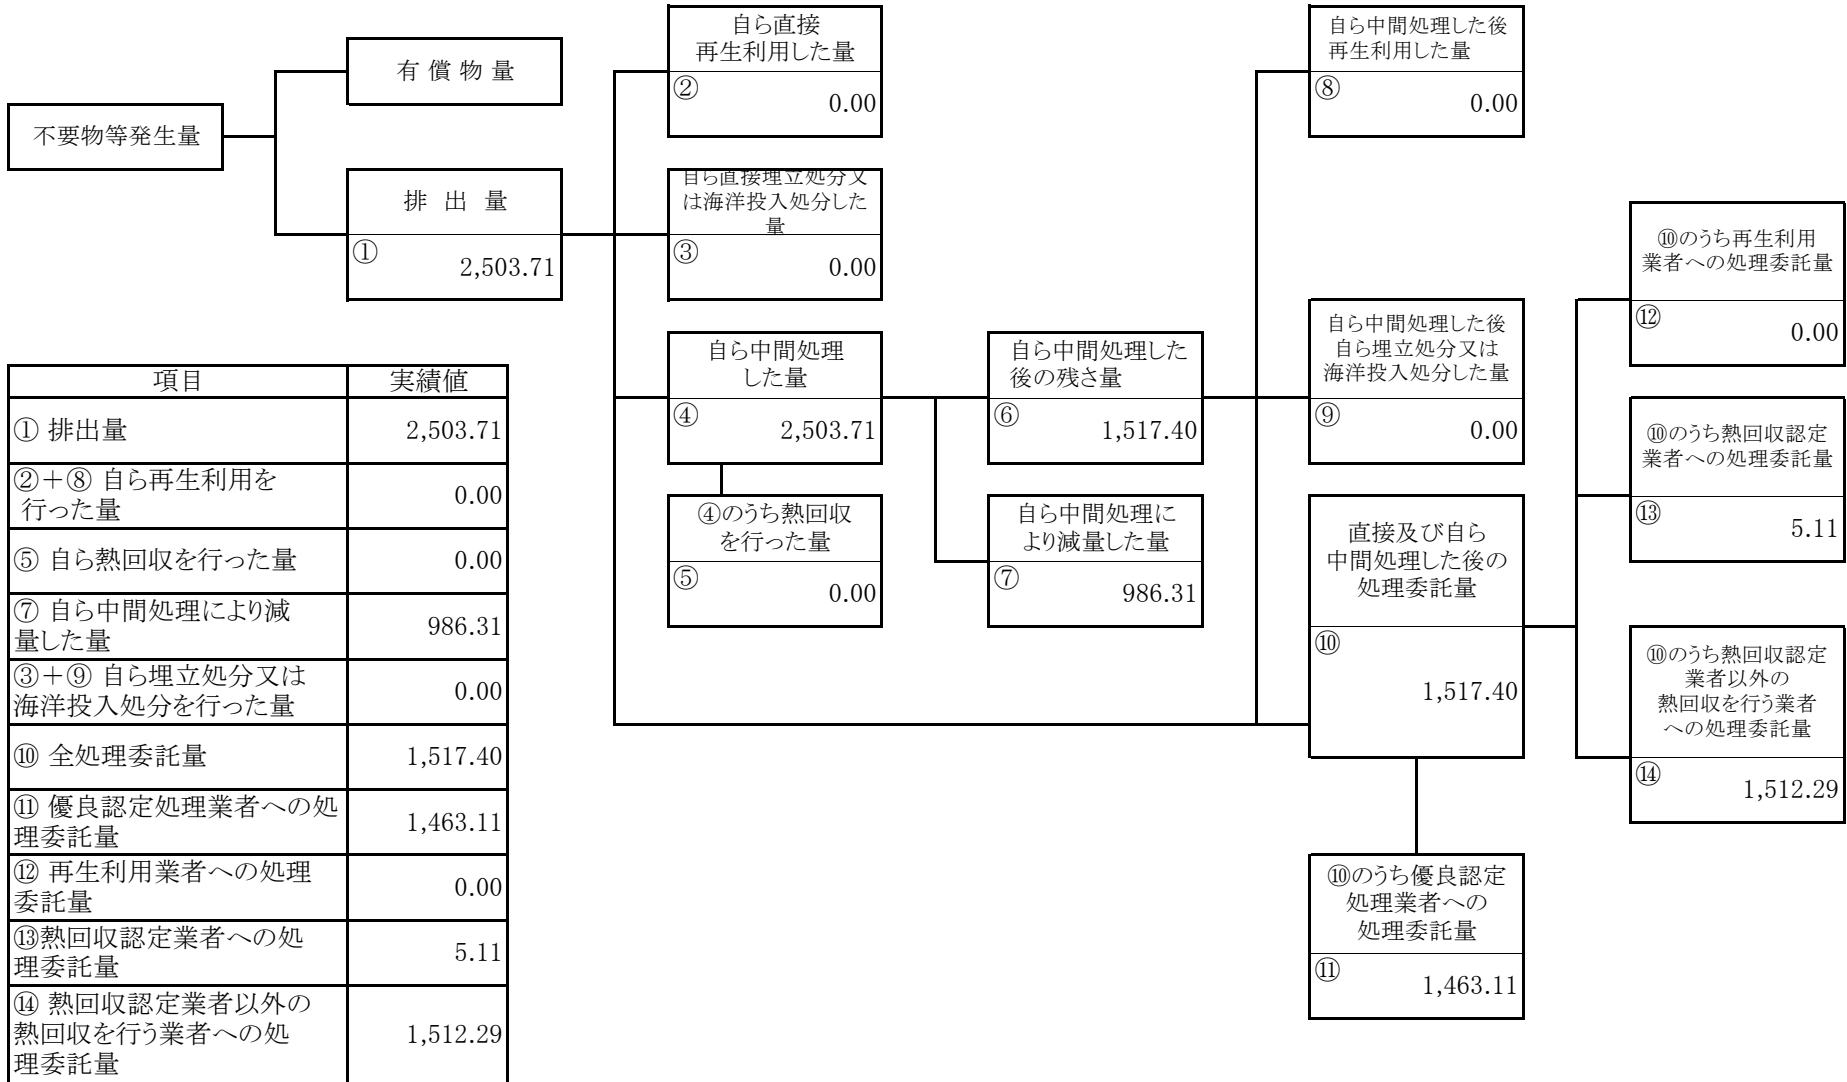 不要物等発生量
有 償 物 量
排 出 量
①
2,503.71
自ら直接
再生利用した量
②
0.00
自ら直接埋立処分又
は海洋投入処分した
量
③
0.00
自ら中間処理
した量
④
2,503.71
④のうち熱回収
を行った量
⑤
0.00
自ら中間処理した
後の残さ量
⑥
1,517.40
自ら中間処理に
より減量した量
⑦
986.31
自ら中間処理した後
再生利用した量
⑧
0.00
自ら中間処理した後
自ら埋立処分又は
海洋投入処分した量
⑨
0.00
直接及び自ら
中間処理した後の
処理委託量
⑩
1,517.40
⑩のうち優良認定
処理業者への
処理委託量
⑪
1,463.11
⑩のうち再生利用
業者への処理委託量
⑫
0.00
⑩のうち熱回収認定
業者への処理委託量
⑬
5.11
⑩のうち熱回収認定
業者以外の
熱回収を行う業者
への処理委託量
⑭
1,512.29
項目 実績値
① 排出量 2,503.71
②＋⑧ 自ら再生利用を
行った量 0.00
⑤ 自ら熱回収を行った量 0.00
⑦ 自ら中間処理により減
量した量 986.31
③＋⑨ 自ら埋立処分又は
海洋投入処分を行った量 0.00
⑩ 全処理委託量 1,517.40
⑪ 優良認定処理業者への処
理委託量 1,463.11
⑫ 再生利用業者への処理
委託量 0.00
⑬熱回収認定業者への処
理委託量 5.11
⑭ 熱回収認定業者以外の
熱回収を行う業者への処
理委託量 1,512.29